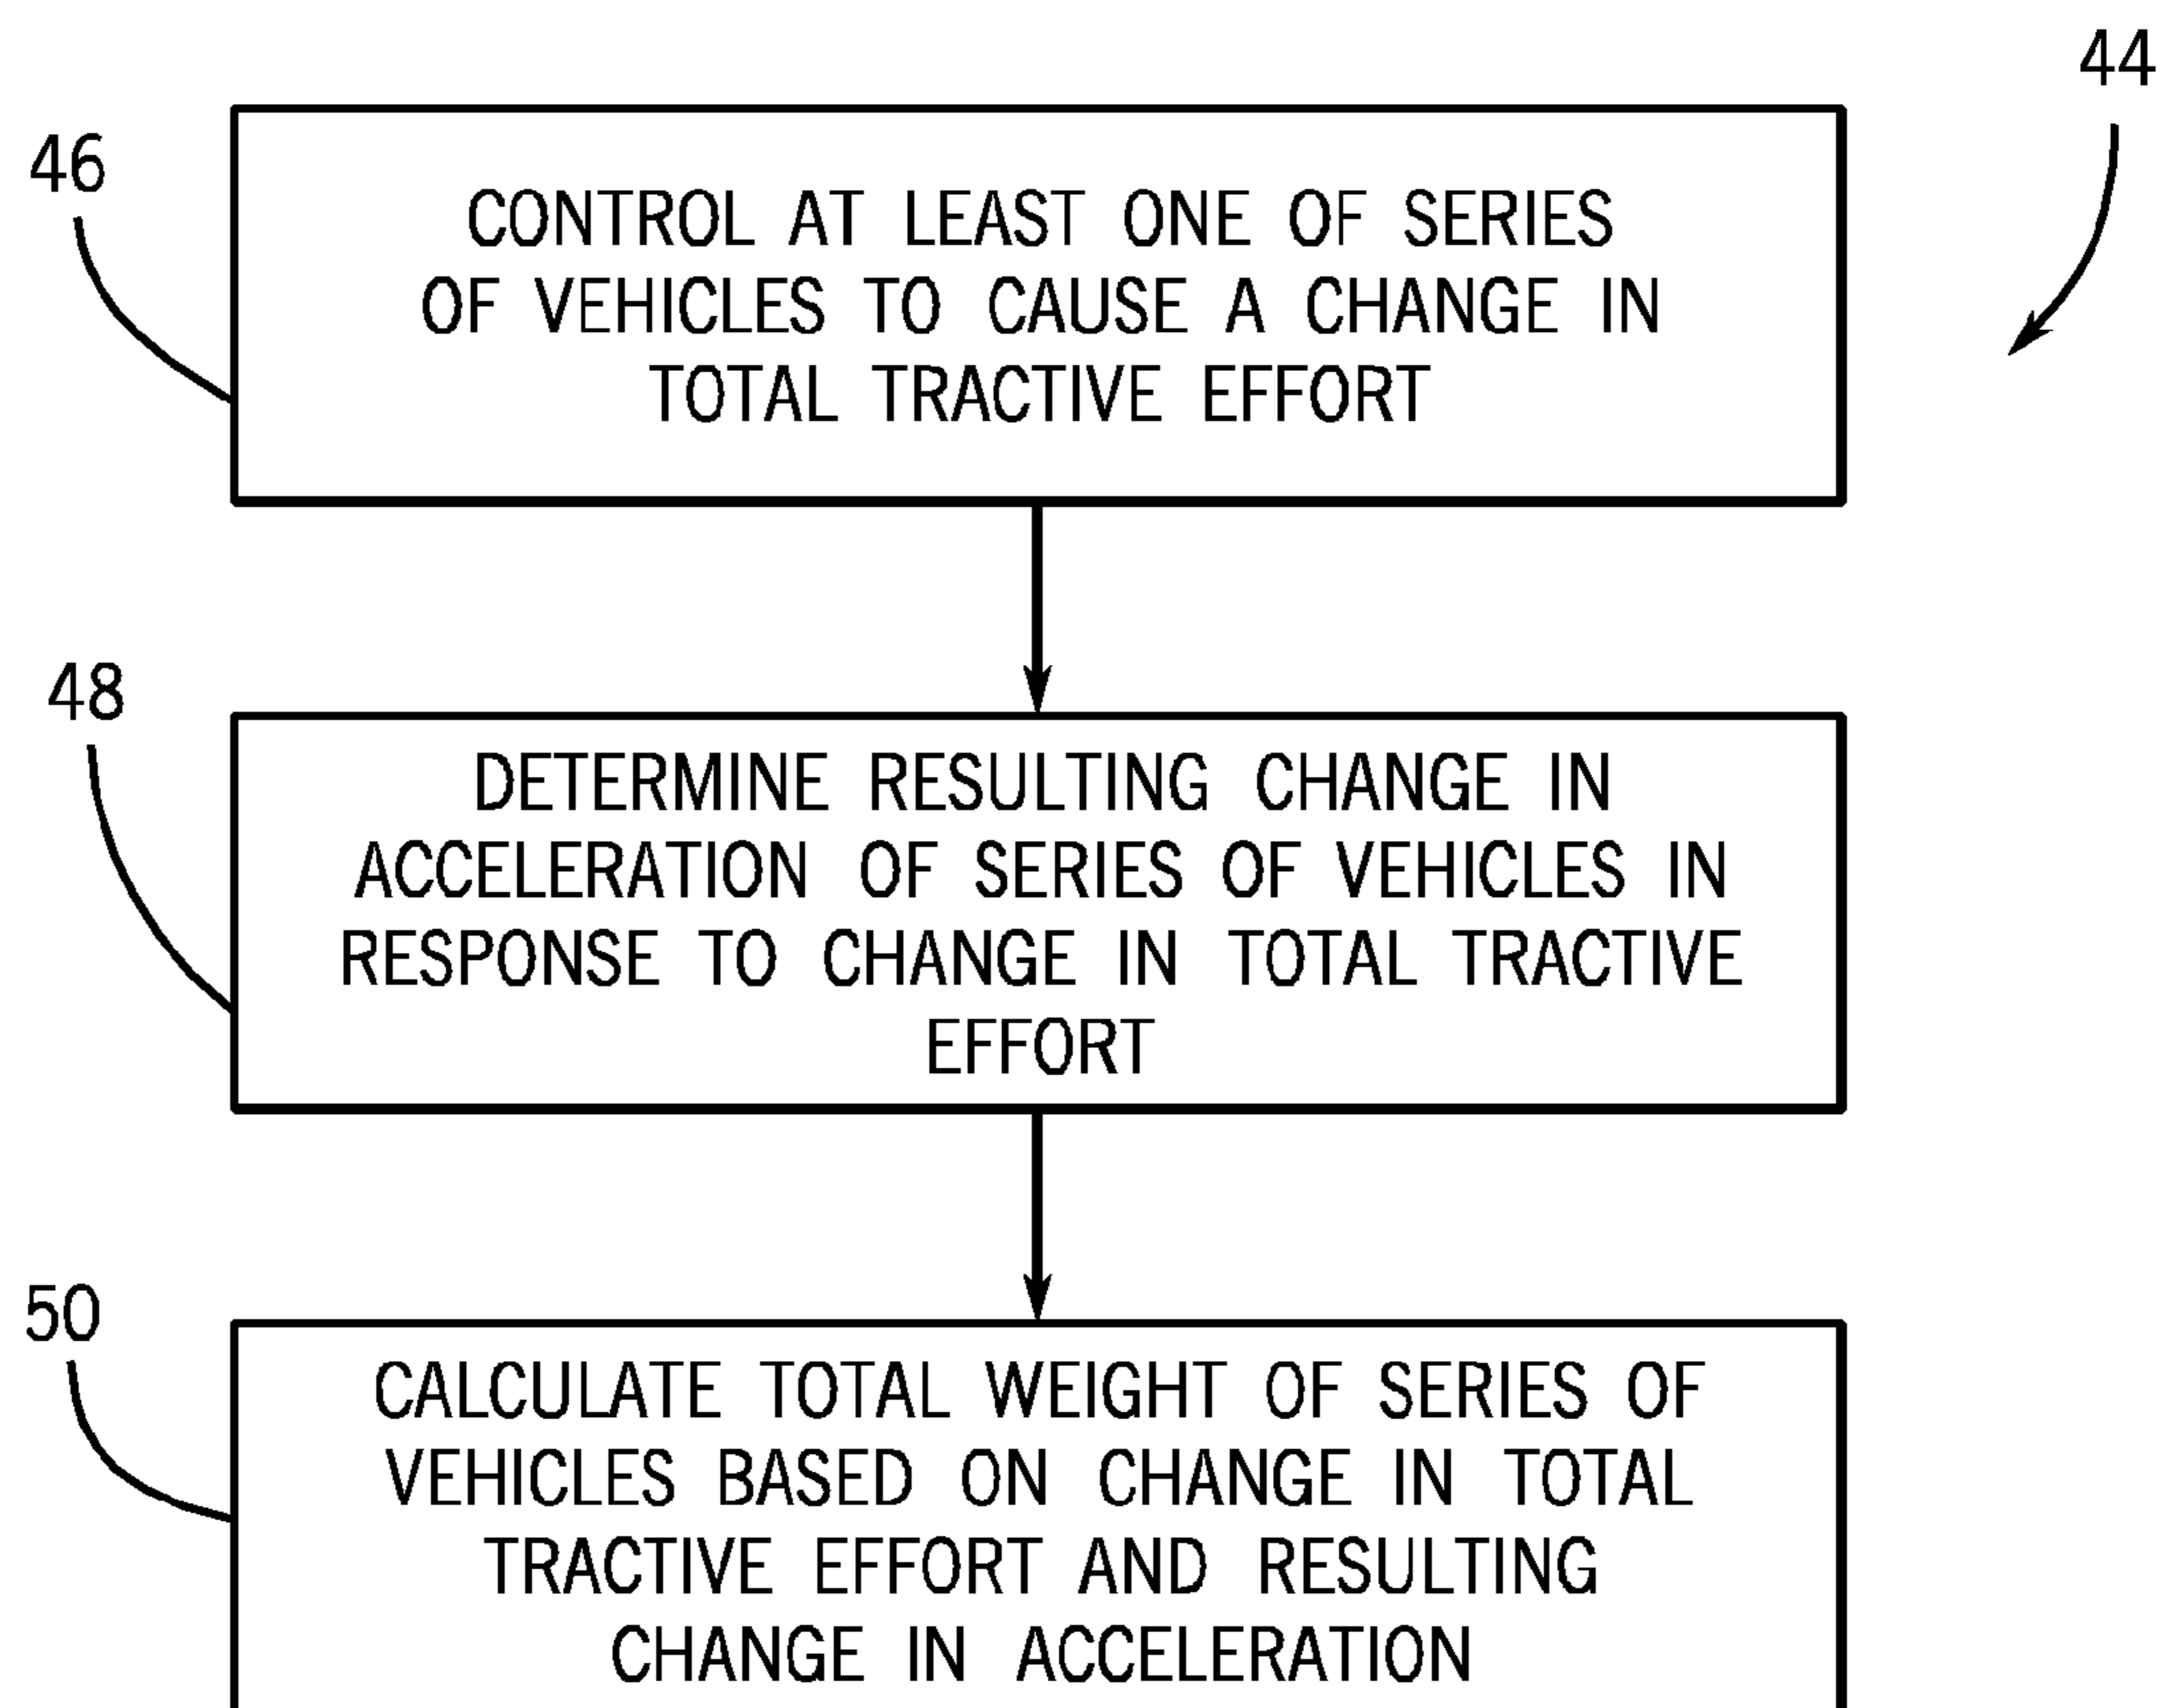 44
46
CONTROL AT LEAST ONE OF SERIES
OF VEHICLES TO CAUSE A CHANGE IN
TOTAL TRACTIVE EFFORT
48
DETERMINE RESULTING CHANGE IN
ACCELERATION OF SERIES OF VEHICLES IN
RESPONSE TO CHANGE IN TOTAL TRACTIVE
EFFORT
50
CALCULATE TOTAL WEIGHT OF SERIES OF
VEHICLES BASED ON CHANGE IN TOTAL
TRACTIVE EFFORT AND RESULTING
CHANGE IN ACCELERATION